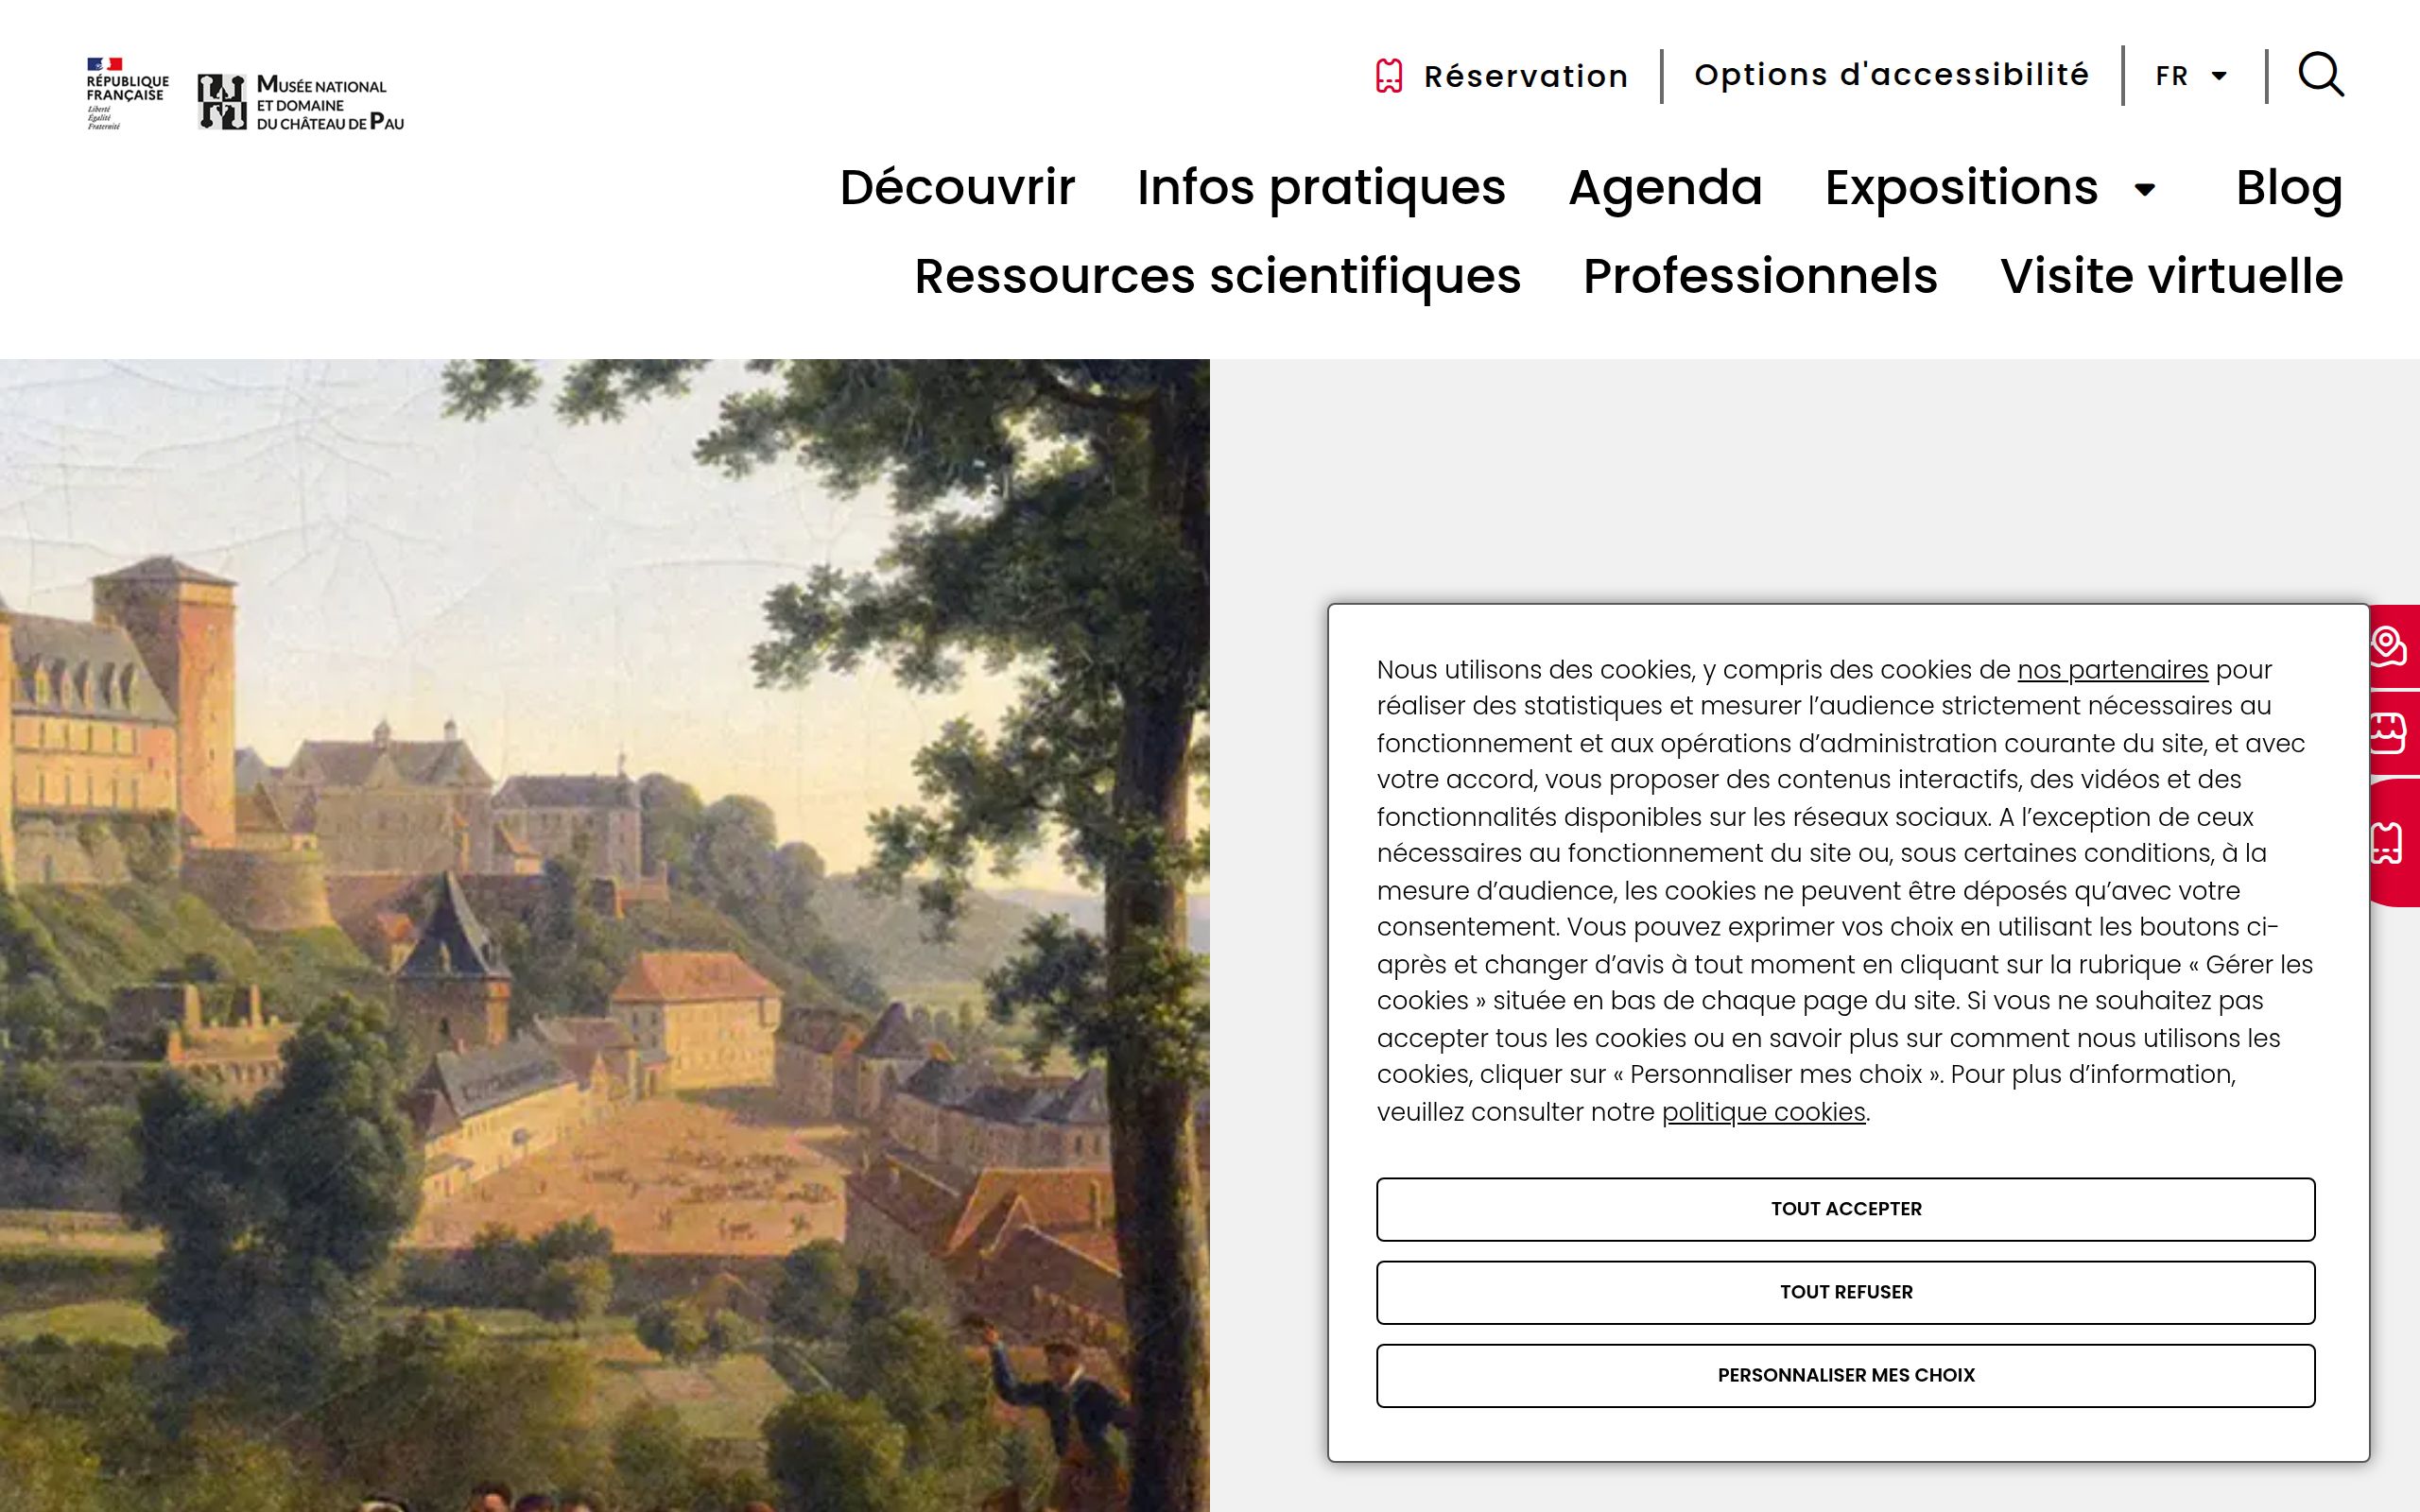 RÉPUBLIQUE
FRANÇAISE
Liberté
Égalité
Fraternité
MUSÉE NATIONAL
ET DOMAINE
DU CHÂTEAU DE PAU
Réservation
Options d'accessibilité
FR
Découvrir Infos pratiques Agenda Expositions Blog
Ressources scientifiques Professionnels Visite virtuelle
Nous utilisons des cookies, y compris des cookies de nos partenaires pour
réaliser des statistiques et mesurer l’audience strictement nécessaires au
fonctionnement et aux opérations d’administration courante du site, et avec
votre accord, vous proposer des contenus interactifs, des vidéos et des
fonctionnalités disponibles sur les réseaux sociaux. A l’exception de ceux
nécessaires au fonctionnement du site ou, sous certaines conditions, à la
mesure d’audience, les cookies ne peuvent être déposés qu’avec votre
consentement. Vous pouvez exprimer vos choix en utilisant les boutons ci-
après et changer d’avis à tout moment en cliquant sur la rubrique « Gérer les
cookies » située en bas de chaque page du site. Si vous ne souhaitez pas
accepter tous les cookies ou en savoir plus sur comment nous utilisons les
cookies, cliquer sur « Personnaliser mes choix ». Pour plus d’information,
veuillez consulter notre politique cookies.
TOUT ACCEPTER
TOUT REFUSER
PERSONNALISER MES CHOIX